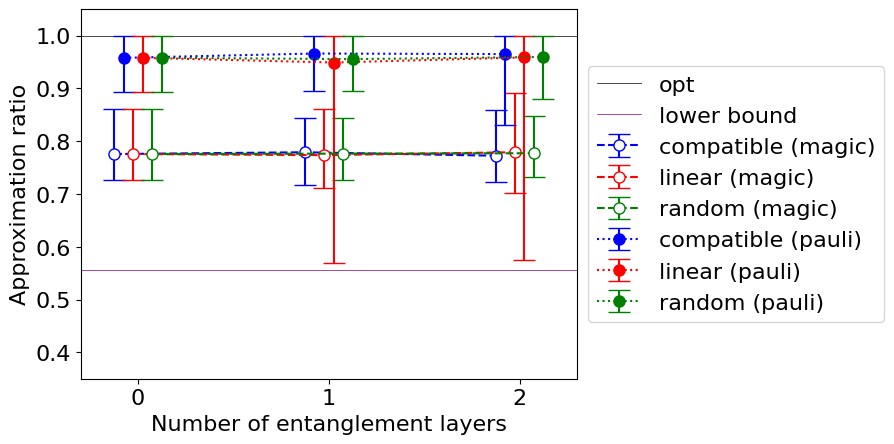 Approximation ratio
1.0
0.9
0.8
0.7
0.6
0.5
0.4
0
1
2
Number of entanglement layers
opt
lower bound
compatible (magic)
linear (magic)
random (magic)
compatible (pauli)
linear (pauli)
random (pauli)